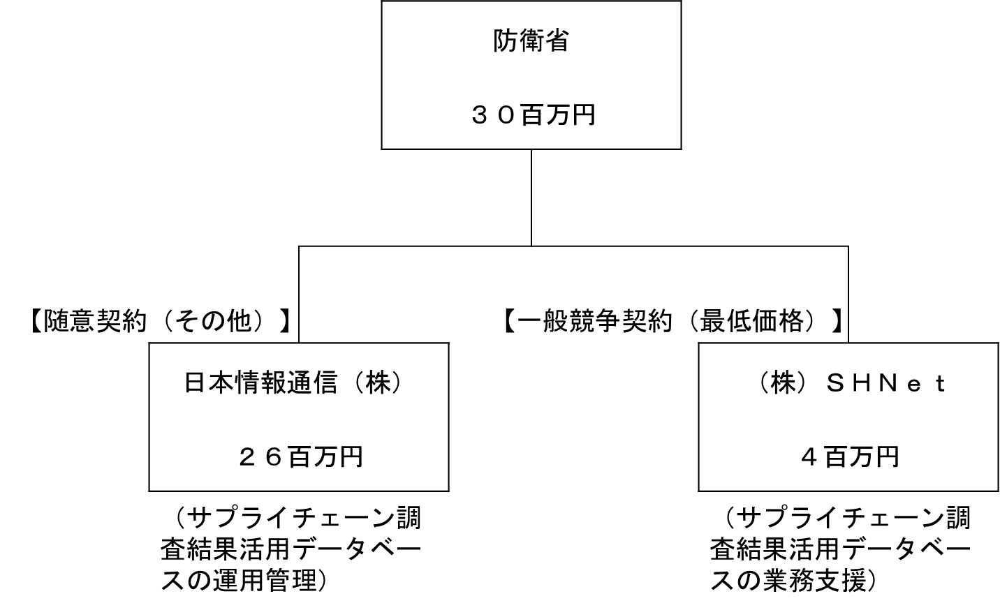 防衛省
３０百万円
【随意契約（その他）】
【一般競争契約（最低価格）】
日本情報通信（株）
２６百万円
（サプライチェーン調
査結果活用データベー
スの運用管理）
（株）ＳＨＮｅｔ
４百万円
（サプライチェーン調
査結果活用データベー
スの業務支援）